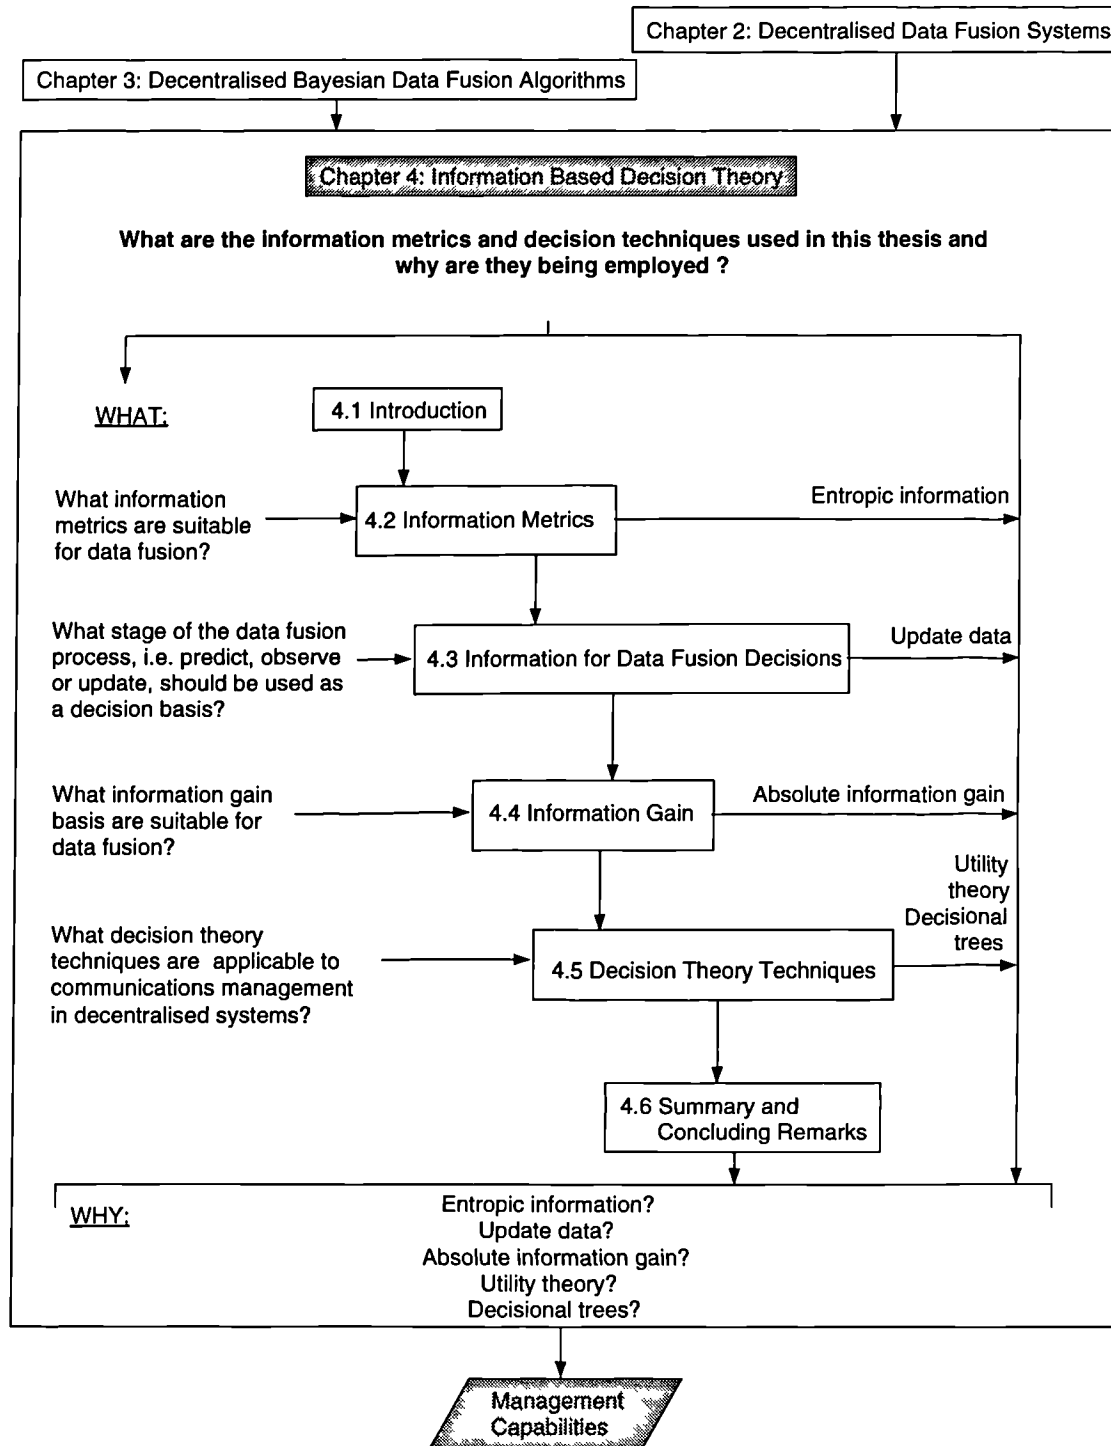 Chapter 2: Decentralised Data Fusion Systems
Chapter 3: Decentralised Bayesian Data Fusion Algorithms
Chapter 4: Information Based Decision Theory
What are the information metrics and decision techniques used in this thesis and
why are they being employed ?
WHAT:
4.1 Introduction
What information
metrics are suitable
for data fusion?
4.2 Information Metrics
Entropic information
What stage of the data fusion
process, i.e. predict, observe
or update, should be used as
a decision basis?
4.3 Information for Data Fusion Decisions
Update data
What information gain
basis are suitable for
data fusion?
4.4 Information Gain
Absolute information gain
Utility
theory
Decisional
trees
What decision theory
techniques are applicable to
communications management
in decentralised systems?
4.5 Decision Theory Techniques
4.6 Summary and
Concluding Remarks
WHY:
Entropic information?
Update data?
Absolute information gain?
Utility theory?
Decisional trees?
Management
Capabilities